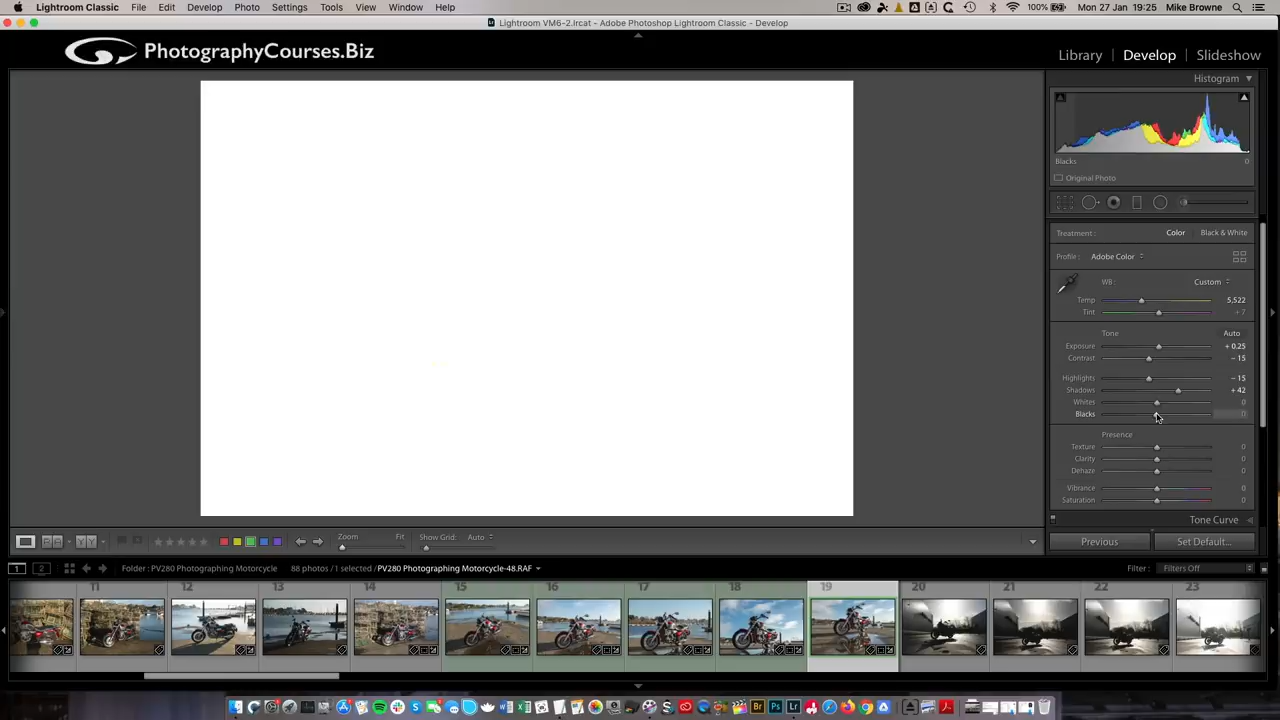 Lightroom Classic File Edit Develop Photo Settings Tools View Window Help 100% Mon 27 Jan 19:25 Mike Browne
Lightroom VM6-2.lrcat - Adobe Photoshop Lightroom Classic - Develop
PhotographyCourses.Biz Library | Develop | Slideshow
Histogram
Blacks 0
Original Photo
Treatment : Color Black & White
Profile : Adobe Color
WB : Custom
Temp 5,522
Tint + 7
Tone Auto
Exposure + 0.25
Contrast − 15
Highlights − 15
Shadows + 42
Whites 0
Blacks 0
Presence
Texture 0
Clarity 0
Dehaze 0
Vibrance 0
Saturation 0
Tone Curve
Zoom Fit Show Grid: Auto Previous Set Default...
1 2 Folder : PV280 Photographing Motorcycle 88 photos / 1 selected / PV280 Photographing Motorcycle-48.RAF Filter : Filters Off
11 12 13 14 15 16 17 18 19 20 21 22 23
Br Ps Lr